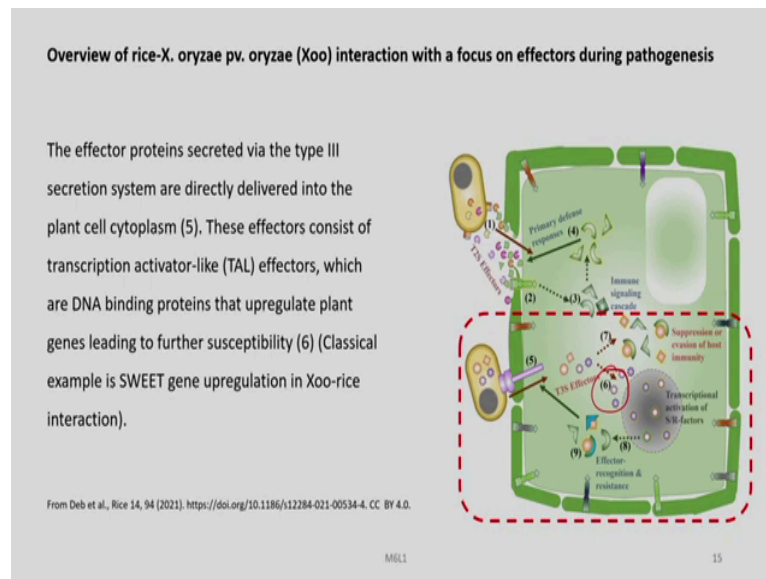 Overview of rice-X. oryzae pv. oryzae (Xoo) interaction with a focus on effectors during pathogenesis
The effector proteins secreted via the type III
secretion system are directly delivered into the
plant cell cytoplasm (5). These effectors consist of
transcription activator-like (TAL) effectors, which
are DNA binding proteins that upregulate plant
genes leading to further susceptibility (6) (Classical
example is SWEET gene upregulation in Xoo-rice
interaction).
From Deb et al., Rice 14, 94 (2021). https://doi.org/10.1186/s12284-021-00534-4. CC BY 4.0.
(1)
T2S Effectors
Primary defense
responses (4)
(2)
(3)
Immune
signaling
cascade
(5)
T3S Effectors
(6)
(7)
Suppression or
evasion of host
immunity
Transcriptional
activation of
S/R-factors
(8)
(9)
Effector-
recognition &
resistance
M6L1
15